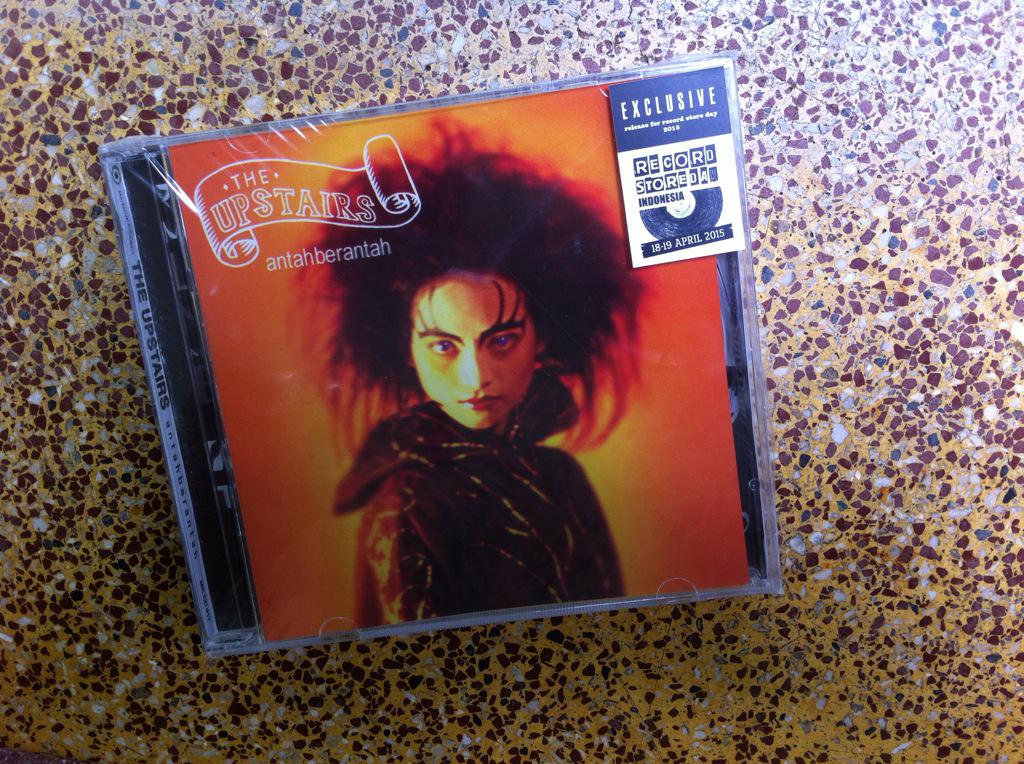 THE
UPSTAIRS
antahberantah
EXCLUSIVE
release for record store day
2015
RECORD
STORE DAY
INDONESIA
18-19 APRIL 2015
THE UPSTAIRS antahberantah